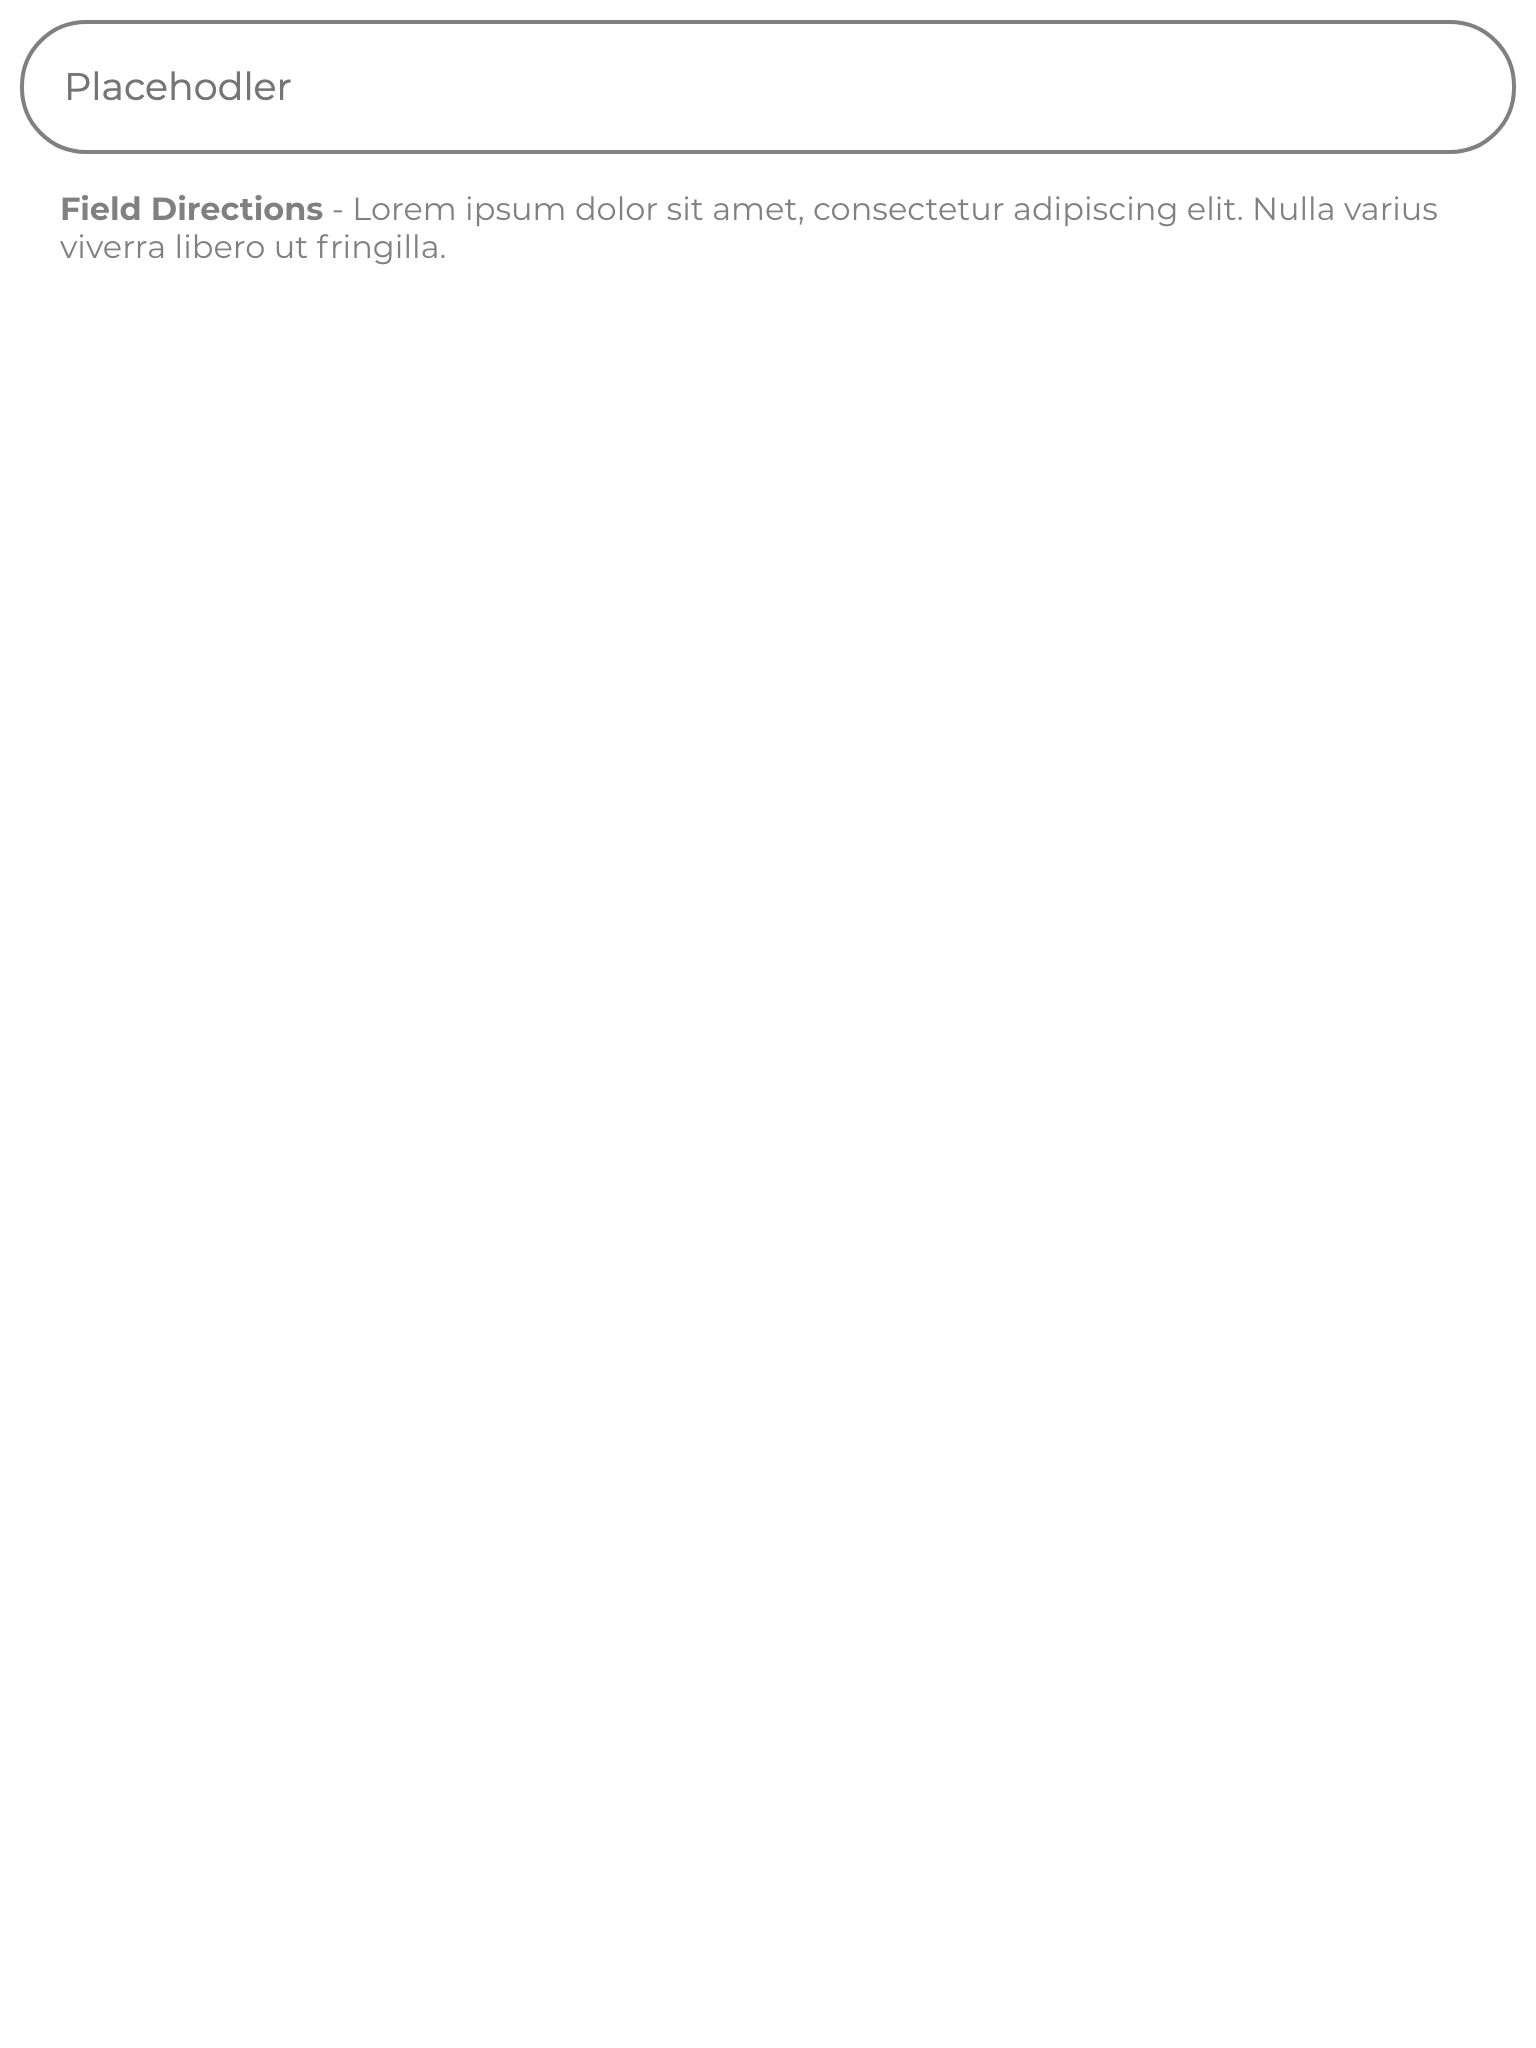 Placehodler
Field Directions - Lorem ipsum dolor sit amet, consectetur adipiscing elit. Nulla varius
viverra libero ut fringilla.